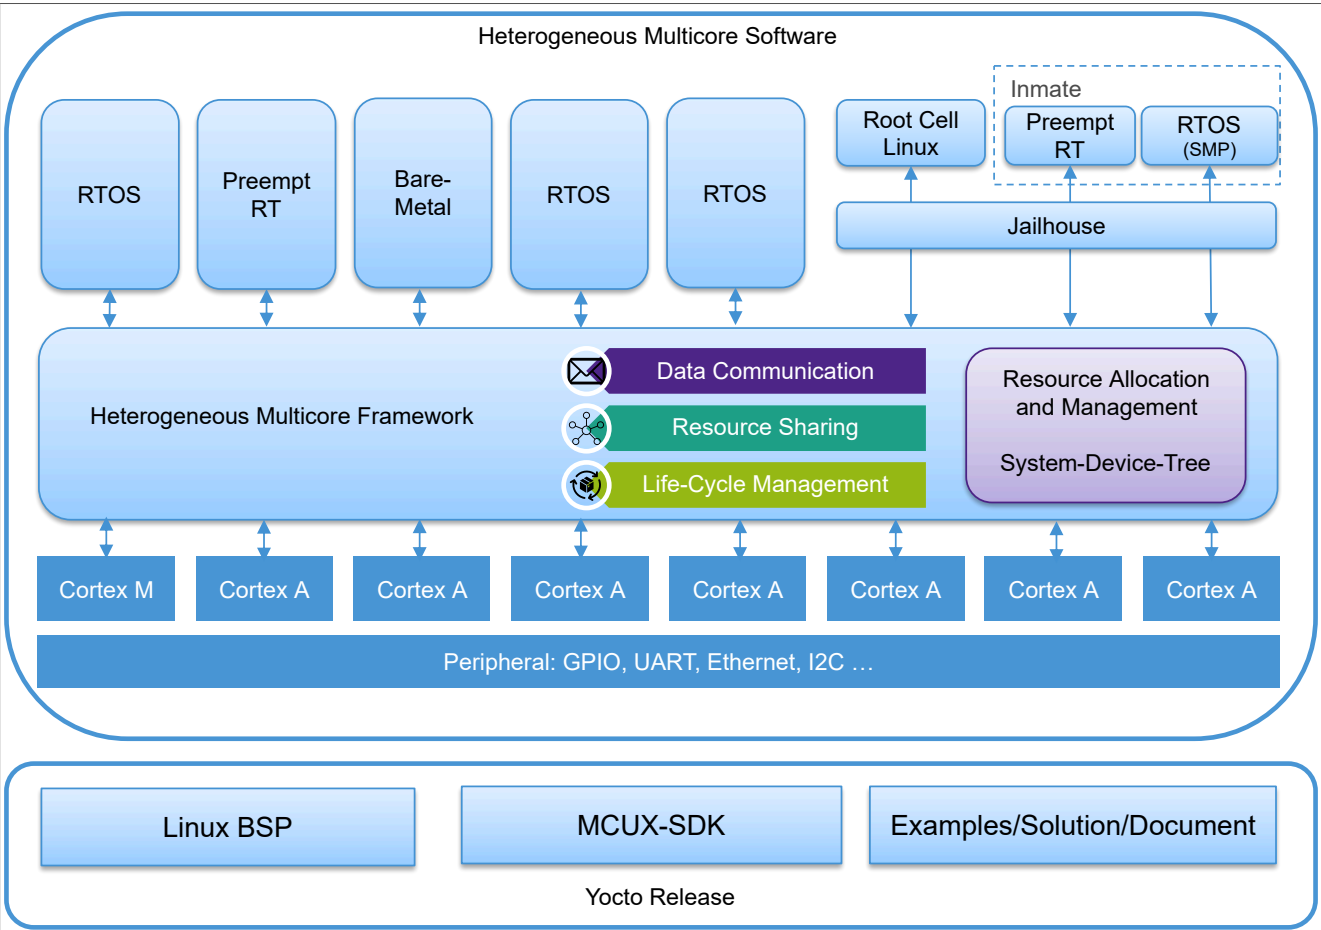 Heterogeneous Multicore Software
Inmate
RTOS
Preempt
RT
Bare-
Metal
RTOS
RTOS
Root Cell
Linux
Preempt
RT
RTOS
(SMP)
Jailhouse
Heterogeneous Multicore Framework
Data Communication
Resource Sharing
Life-Cycle Management
Resource Allocation
and Management
System-Device-Tree
Cortex M
Cortex A
Cortex A
Cortex A
Cortex A
Cortex A
Cortex A
Cortex A
Peripheral: GPIO, UART, Ethernet, I2C …
Linux BSP
MCUX-SDK
Examples/Solution/Document
Yocto Release